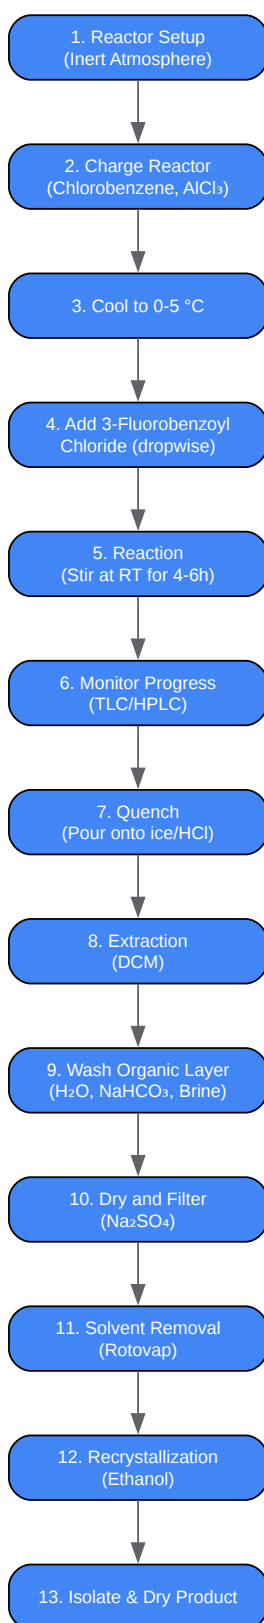 1. Reactor Setup
(Inert Atmosphere)
2. Charge Reactor
(Chlorobenzene, AlCl₃)
3. Cool to 0-5 °C
4. Add 3-Fluorobenzoyl
Chloride (dropwise)
5. Reaction
(Stir at RT for 4-6h)
6. Monitor Progress
(TLC/HPLC)
7. Quench
(Pour onto ice/HCl)
8. Extraction
(DCM)
9. Wash Organic Layer
(H₂O, NaHCO₃, Brine)
10. Dry and Filter
(Na₂SO₄)
11. Solvent Removal
(Rotovap)
12. Recrystallization
(Ethanol)
13. Isolate & Dry Product